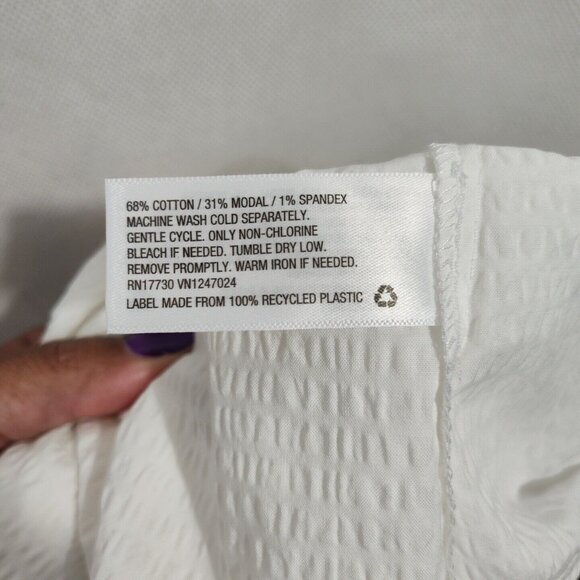 68% COTTON / 31% MODAL / 1% SPANDEX
MACHINE WASH COLD SEPARATELY.
GENTLE CYCLE. ONLY NON-CHLORINE
BLEACH IF NEEDED. TUMBLE DRY LOW.
REMOVE PROMPTLY. WARM IRON IF NEEDED.
RN17730 VN1247024
LABEL MADE FROM 100% RECYCLED PLASTIC